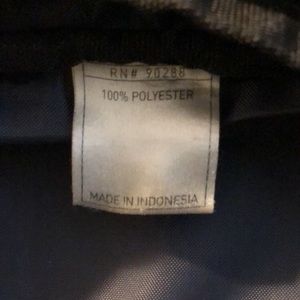 RN# 90288
100% POLYESTER
MADE IN INDONESIA